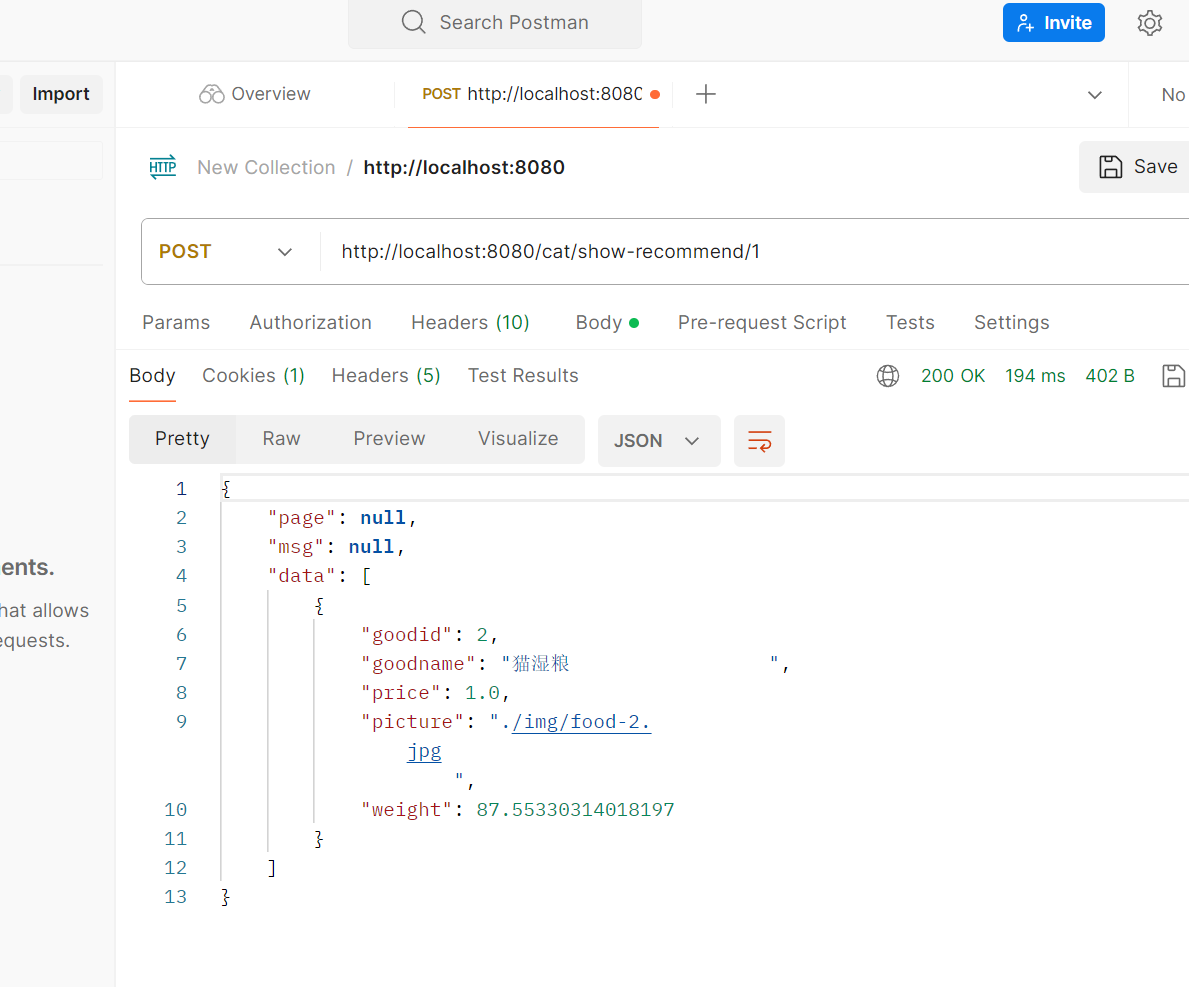 Search Postman
Invite
Import
Overview
POST http://localhost:8080
No
HTTP New Collection / http://localhost:8080
Save
POST http://localhost:8080/cat/show-recommend/1
Params Authorization Headers (10) Body Pre-request Script Tests Settings
Body Cookies (1) Headers (5) Test Results 200 OK 194 ms 402 B
Pretty Raw Preview Visualize JSON
1 {
2 "page": null,
3 "msg": null,
4 "data": [
5 {
6 "goodid": 2,
7 "goodname": "猫湿粮                  ",
8 "price": 1.0,
9 "picture": "./img/food-2.
jpg
",
10 "weight": 87.55330314018197
11 }
12 ]
13 }
ents.
hat allows
equests.